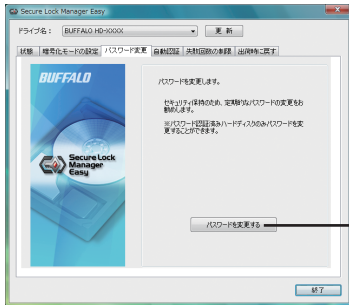 Secure Lock Manager Easy
ドライブ名： BUFFALO HD-XXXX 更 新
状態 暗号化モードの設定 パスワード変更 自動認証 失敗回数の制限 出荷時に戻す
BUFFALO
Secure Lock
Manager
Easy
パスワードを変更します。
セキュリティ保持のため、定期的なパスワードの変更をお
勧めします。
※パスワード認証済みハードディスクのみパスワードを変
更することができます。
パスワードを変更する
終了